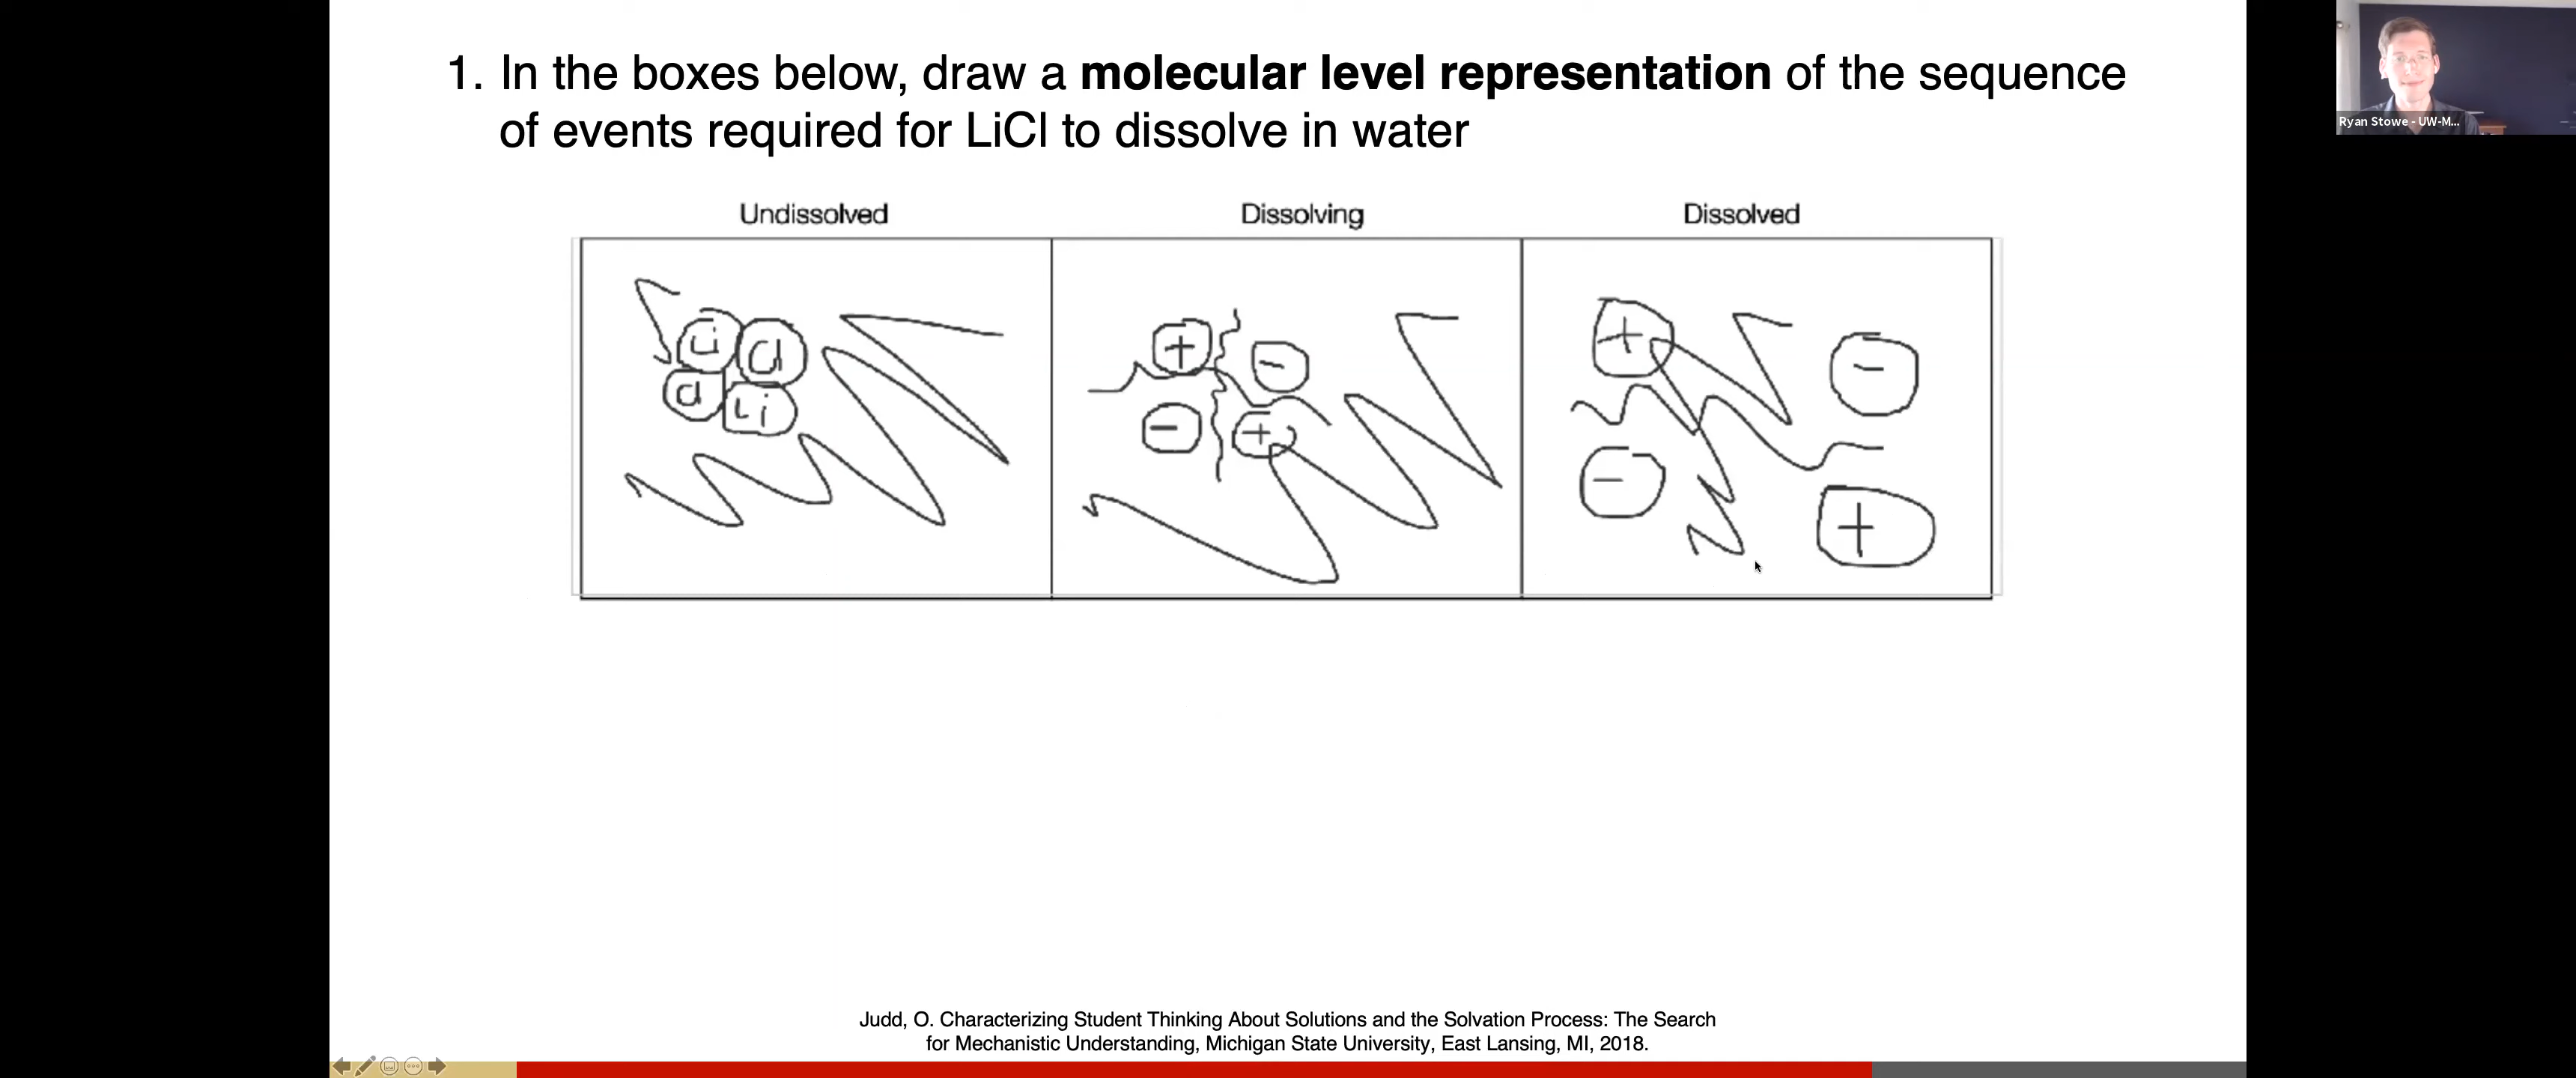 1. In the boxes below, draw a molecular level representation of the sequence
of events required for LiCl to dissolve in water
Ryan Stowe - UW-M...
Undissolved
Dissolving
Dissolved
Li Cl
Cl Li
+ -
- +
+ -
- +
Judd, O. Characterizing Student Thinking About Solutions and the Solvation Process: The Search
for Mechanistic Understanding, Michigan State University, East Lansing, MI, 2018.